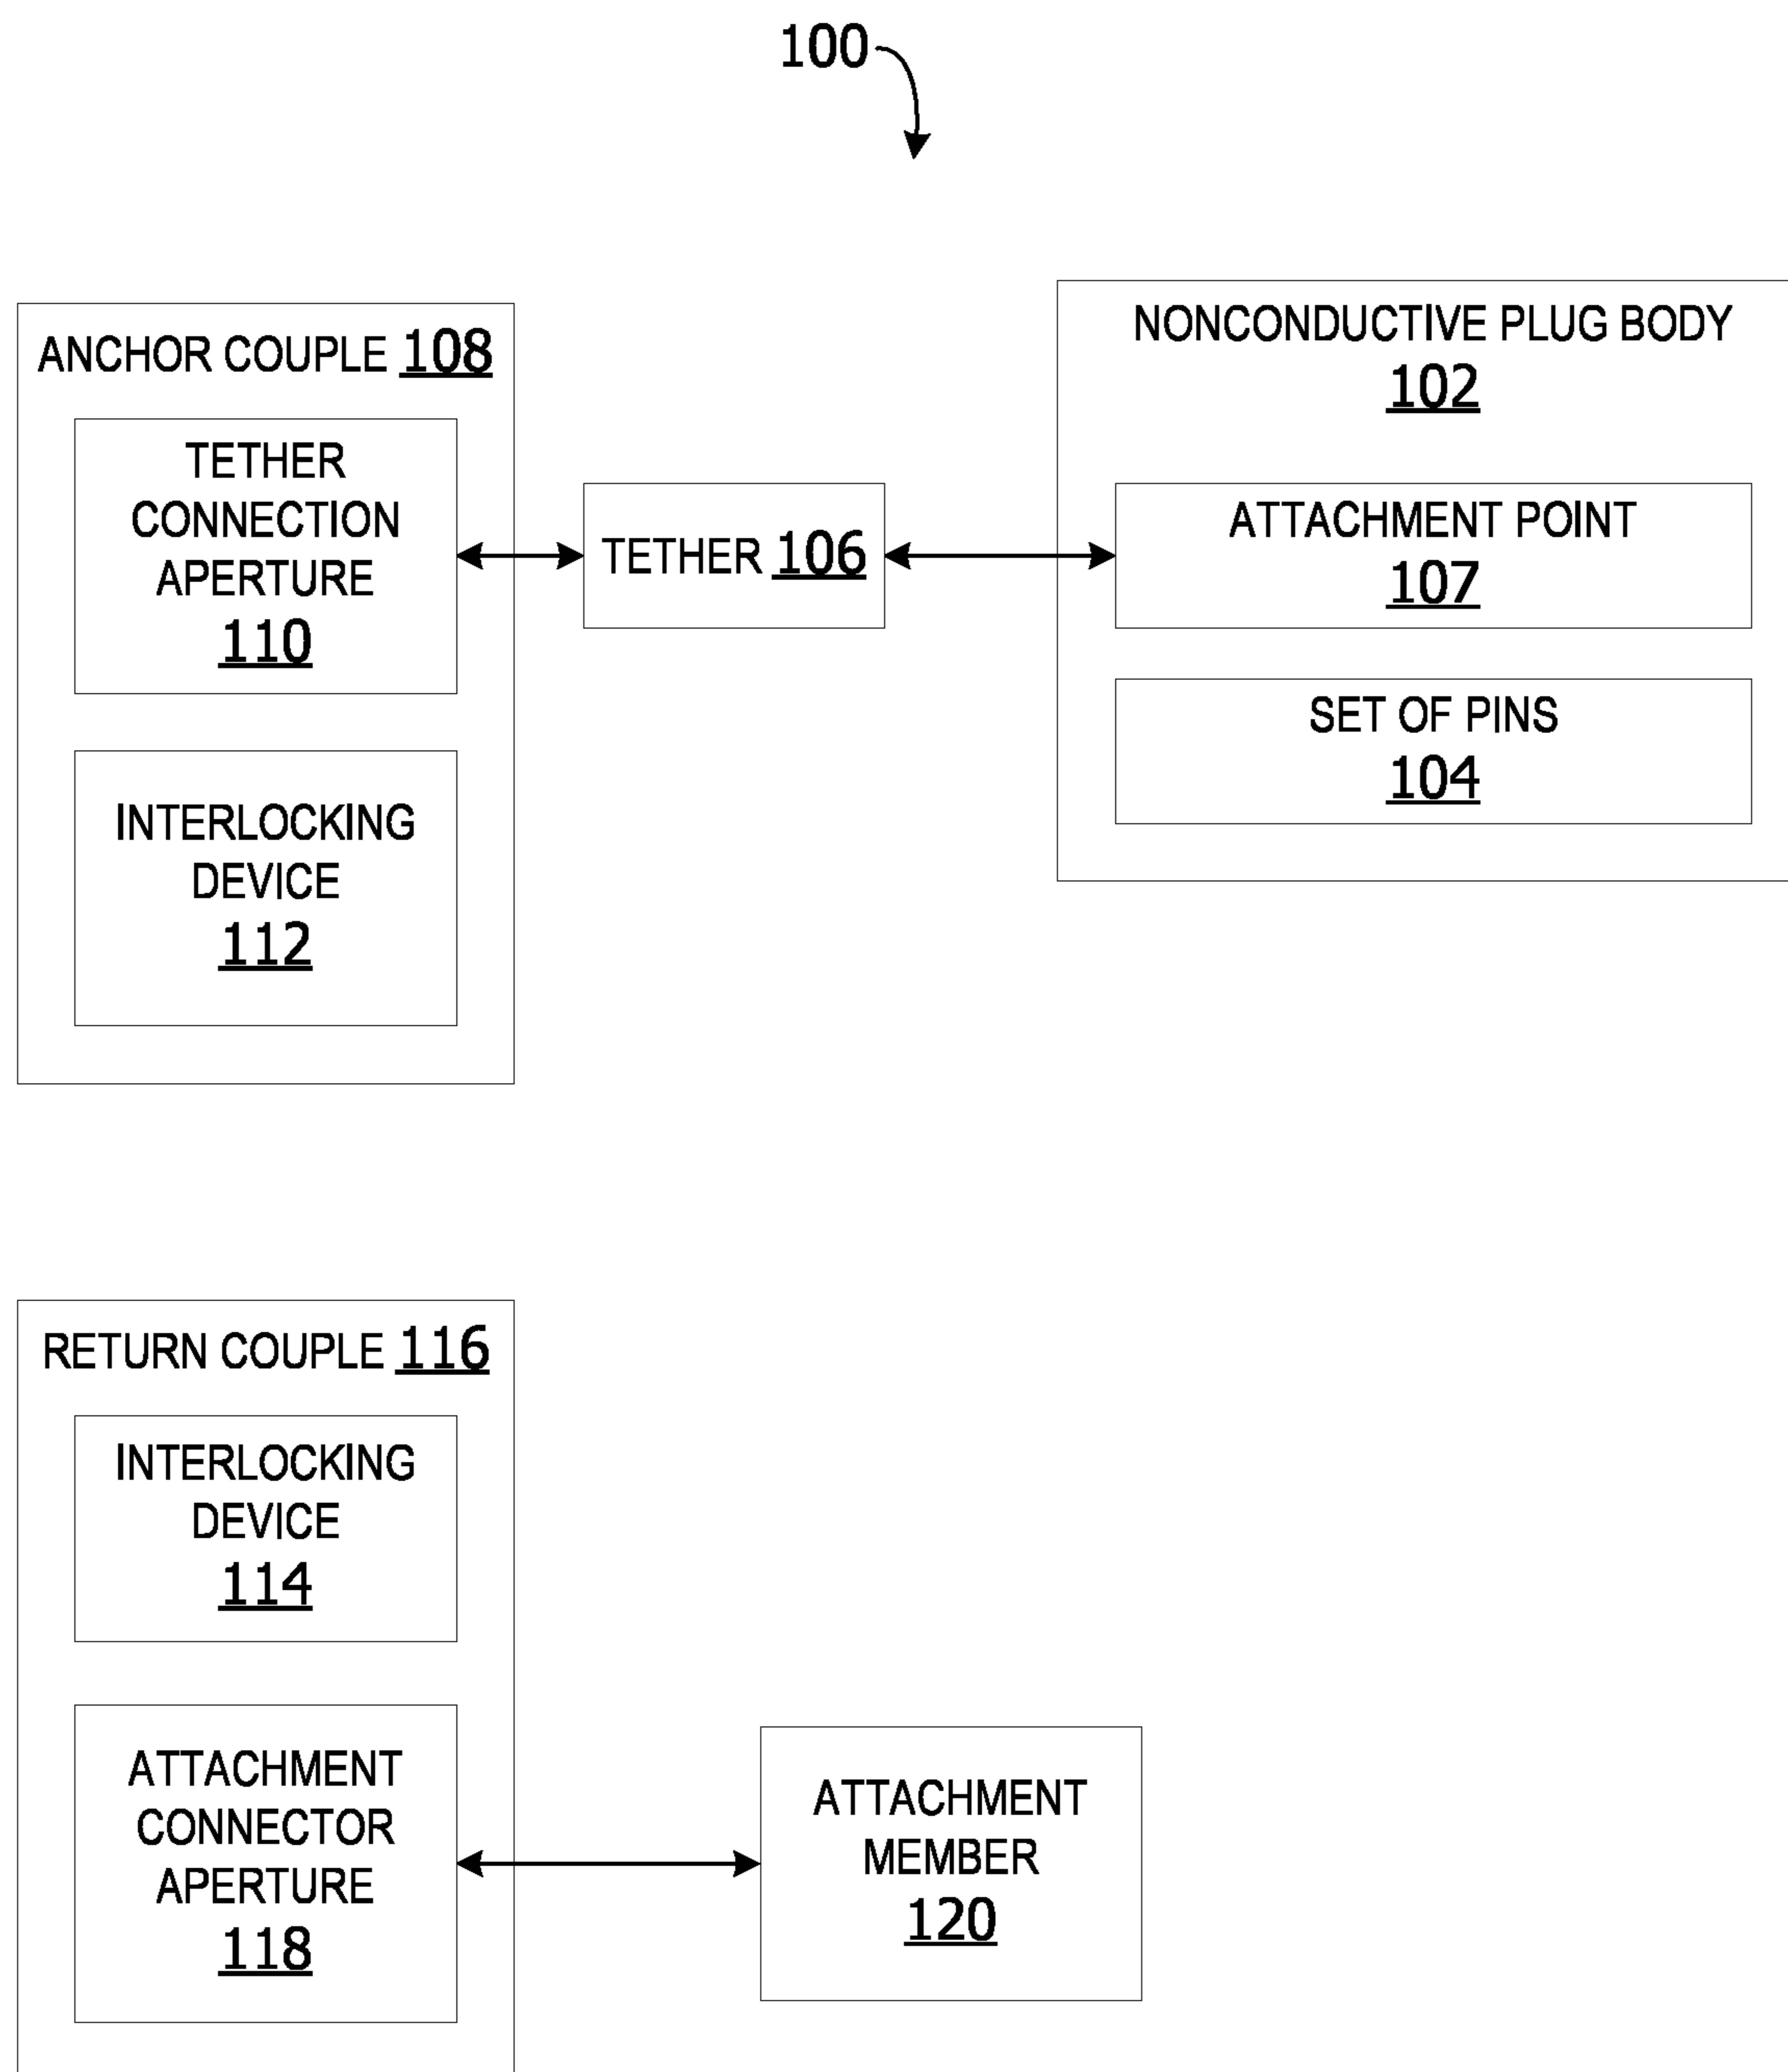 100
ANCHOR COUPLE 108
TETHER
CONNECTION
APERTURE
110
INTERLOCKING
DEVICE
112
TETHER 106
NONCONDUCTIVE PLUG BODY
102
ATTACHMENT POINT
107
SET OF PINS
104
RETURN COUPLE 116
INTERLOCKING
DEVICE
114
ATTACHMENT
CONNECTOR
APERTURE
118
ATTACHMENT
MEMBER
120